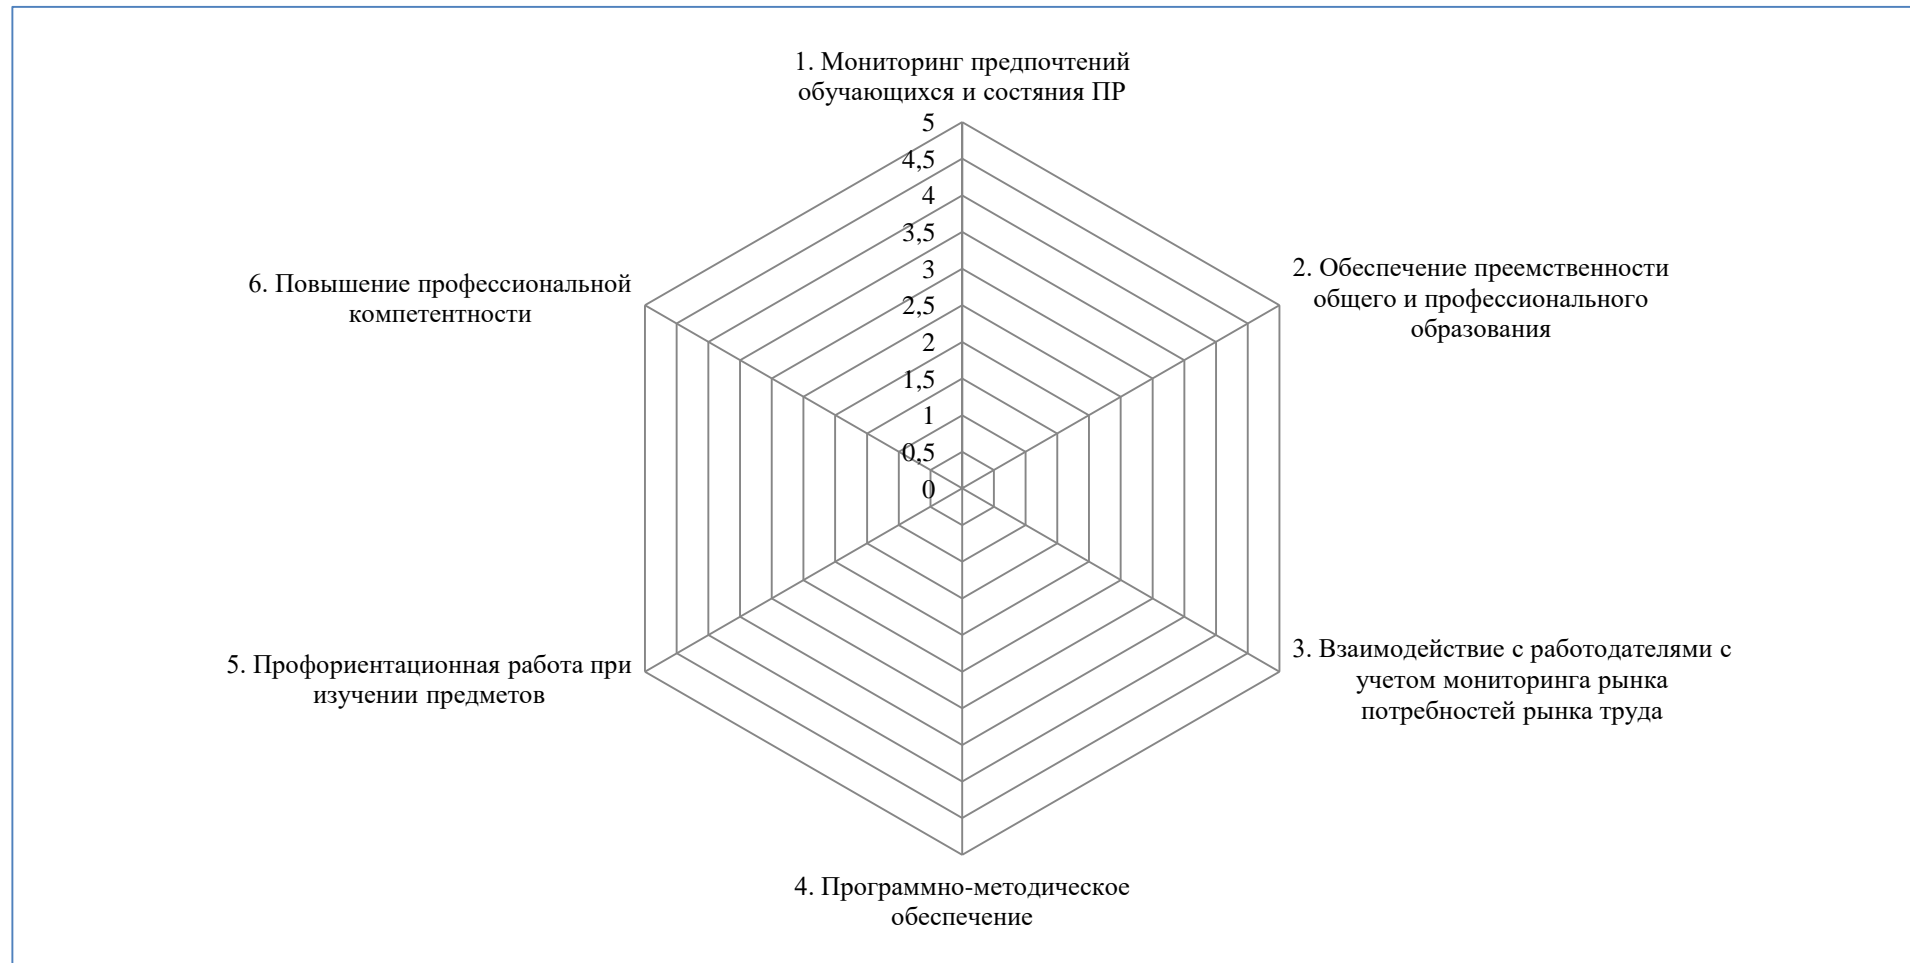 1. Мониторинг предпочтений
обучающихся и состяния ПР
5
4,5
4
3,5
3
2,5
2
1,5
1
0,5
0
2. Обеспечение преемственности
общего и профессионального
образования
3. Взаимодействие с работодателями с
учетом мониторинга рынка
потребностей рынка труда
4. Программно-методическое
обеспечение
5. Профориентационная работа при
изучении предметов
6. Повышение профессиональной
компетентности